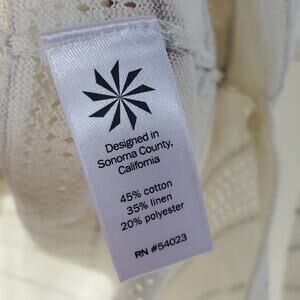 Designed in
Sonoma County,
California
45% cotton
35% linen
20% polyester
RN #54023